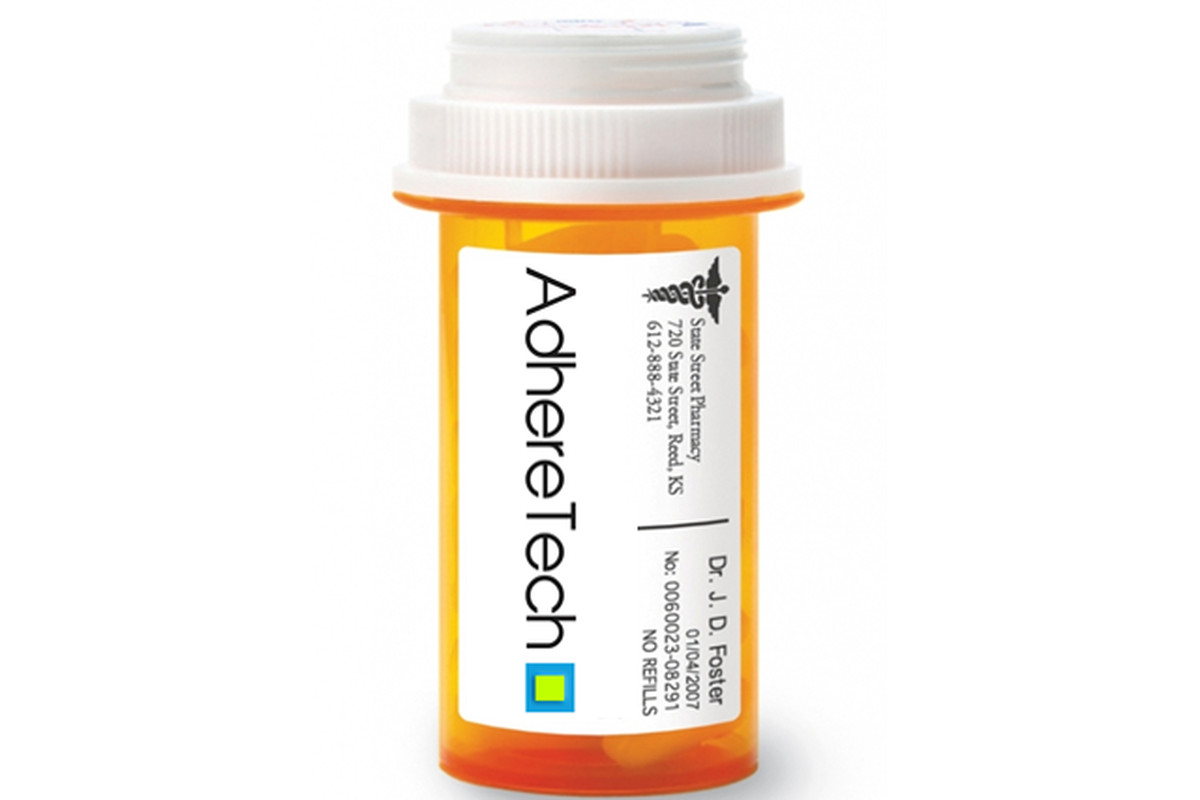 State Street Pharmacy
720 State Street, Reed, KS
612-888-4321
Dr. J. D. Foster
01/04/2007
No: 0060023-08291
NO REFILLS
AdhereTech